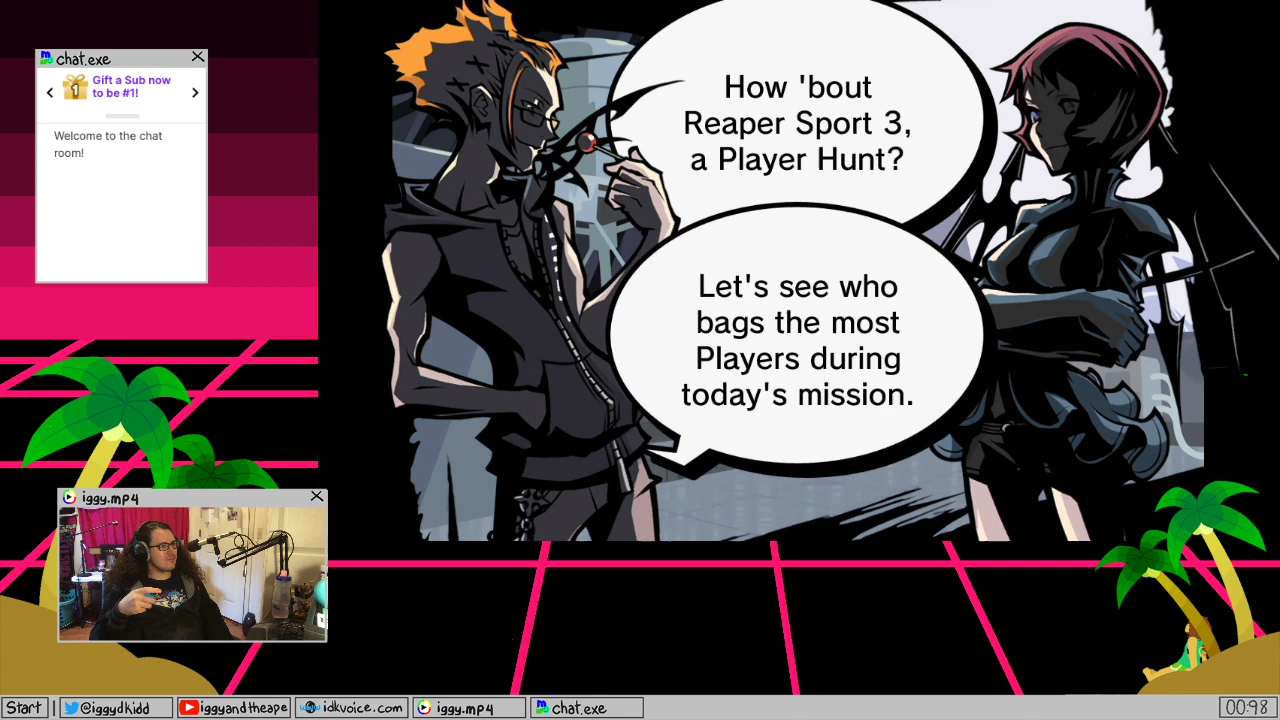 chat.exe
Gift a Sub now
to be #1!
1
Welcome to the chat
room!
How 'bout
Reaper Sport 3,
a Player Hunt?
Let's see who
bags the most
Players during
today's mission.
iggy.mp4
Start | @iggydkidd iggyandtheape www idkvoice.com iggy.mp4 chat.exe 00:98